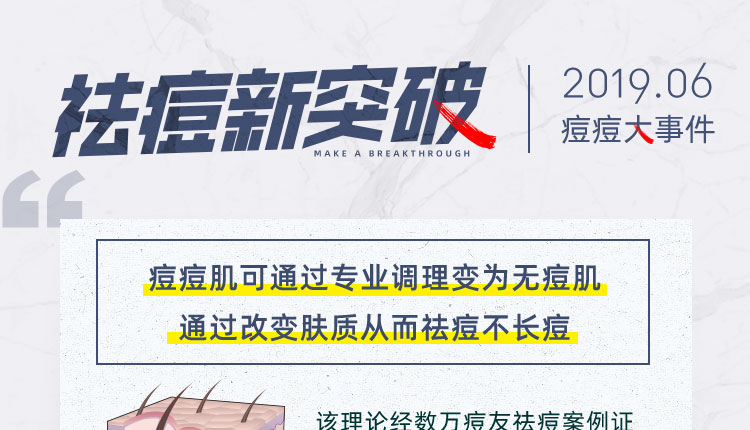 祛痘新突破
MAKE A BREAKTHROUGH
2019.06
痘痘大事件
痘痘肌可通过专业调理变为无痘肌
通过改变肤质从而祛痘不长痘
该理论经数万痘友祛痘案例证